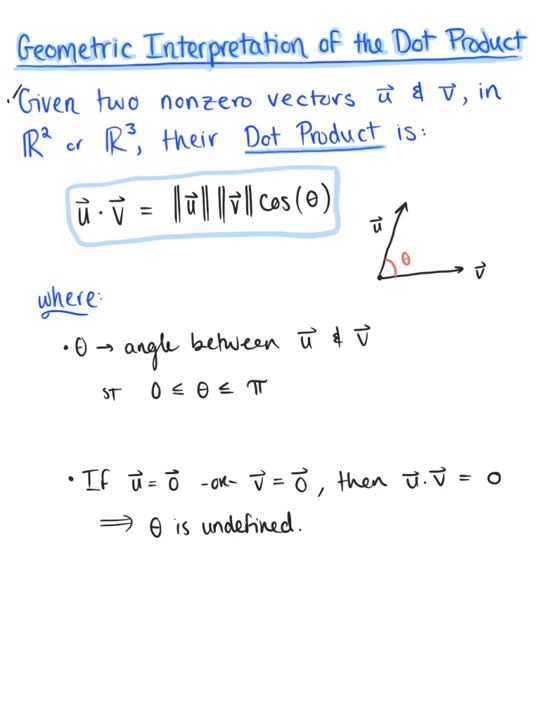 Geometric Interpretation of the Dot Product
• Given two nonzero vectors u⃗ & v⃗, in
ℝ² or ℝ³, their Dot Product is:
u⃗ · v⃗ = ‖u⃗‖ ‖v⃗‖ cos(θ)
u⃗
θ
v⃗
where:
• θ → angle between u⃗ & v⃗
ST 0 ≤ θ ≤ π
• If u⃗ = 0⃗ -or- v⃗ = 0⃗, then u⃗ · v⃗ = 0
⟹ θ is undefined.